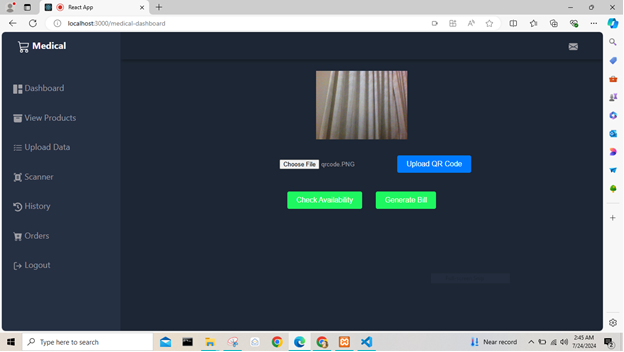 React App
localhost:3000/medical-dashboard
Medical
Dashboard
View Products
Upload Data
Scanner
History
Orders
Logout
Choose File qrcode.PNG
Upload QR Code
Check Availability
Generate Bill
Type here to search
Near record
2:45 AM
7/24/2024